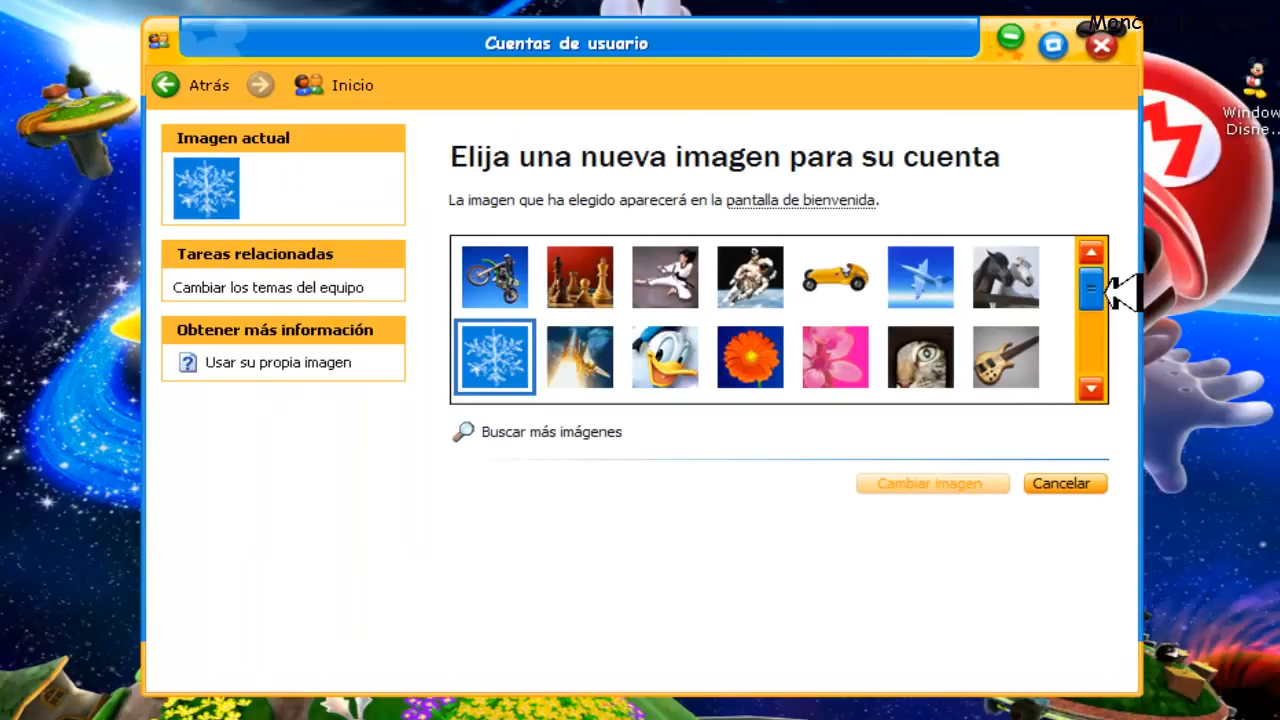 Cuentas de usuario
Atrás
Inicio
Window
Disne...
Imagen actual
Elija una nueva imagen para su cuenta
La imagen que ha elegido aparecerá en la pantalla de bienvenida.
Tareas relacionadas
Cambiar los temas del equipo
Obtener más información
Usar su propia imagen
Buscar más imágenes
Cambiar imagen
Cancelar